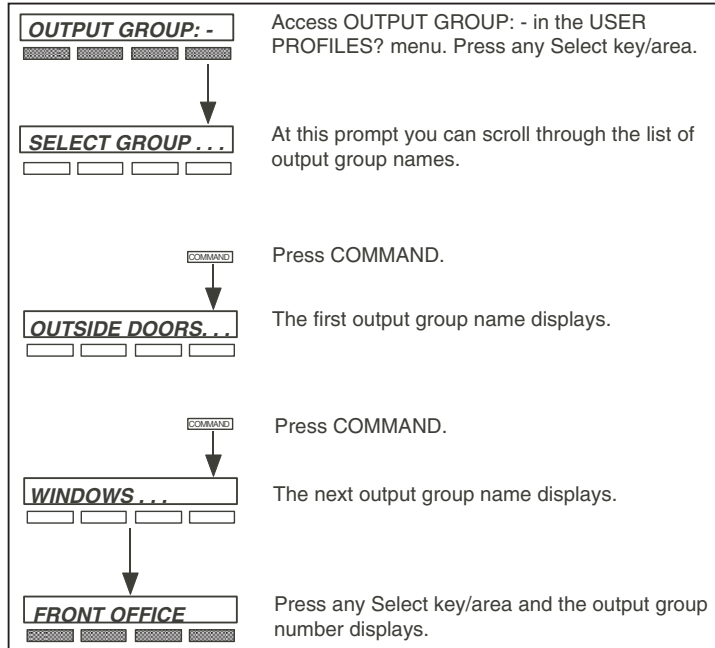 OUTPUT GROUP: -
Access OUTPUT GROUP: - in the USER
PROFILES? menu. Press any Select key/area.
SELECT GROUP . . .
At this prompt you can scroll through the list of
output group names.
COMMAND
Press COMMAND.
OUTSIDE DOORS. . .
The first output group name displays.
COMMAND
Press COMMAND.
WINDOWS . . .
The next output group name displays.
FRONT OFFICE
Press any Select key/area and the output group
number displays.